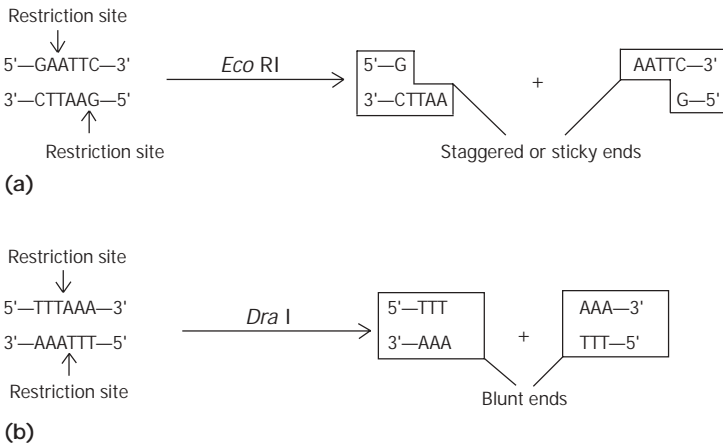 Restriction site
5'—GAATTC—3' Eco RI 5'—G + AATTC—3'
3'—CTTAAG—5' 3'—CTTAA G—5'
Restriction site Staggered or sticky ends
(a)
Restriction site
5'—TTTAAA—3' Dra I 5'—TTT + AAA—3'
3'—AAATTT—5' 3'—AAA TTT—5'
Restriction site Blunt ends
(b)